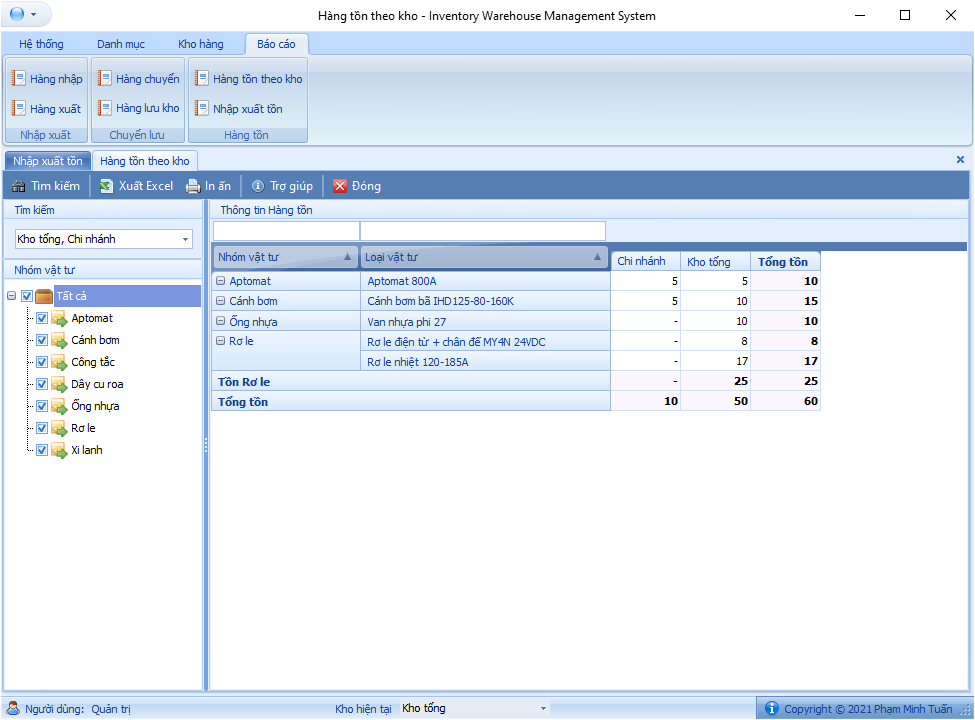 Hàng tồn theo kho - Inventory Warehouse Management System
Hệ thống Danh mục Kho hàng Báo cáo
Hàng nhập Hàng chuyển Hàng tồn theo kho
Hàng xuất Hàng lưu kho Nhập xuất tồn
Nhập xuất Chuyển lưu Hàng tồn
Nhập xuất tồn Hàng tồn theo kho
Tìm kiếm Xuất Excel In ấn Trợ giúp Đóng
Tìm kiếm
Kho tổng, Chi nhánh
Nhóm vật tư
Tất cả
Aptomat
Cánh bơm
Công tắc
Dây cu roa
Ống nhựa
Rơ le
Xi lanh
Thông tin Hàng tồn
Nhóm vật tư Loại vật tư Chi nhánh Kho tổng Tổng tồn
Aptomat Aptomat 800A 5 5 10
Cánh bơm Cánh bơm bã IHD125-80-160K 5 10 15
Ống nhựa Van nhựa phi 27 - 10 10
Rơ le Rơ le điện từ + chân đế MY4N 24VDC - 8 8
Rơ le nhiệt 120-185A - 17 17
Tồn Rơ le - 25 25
Tổng tồn 10 50 60
Người dùng: Quản trị Kho hiện tại Kho tổng Copyright © 2021 Phạm Minh Tuấn